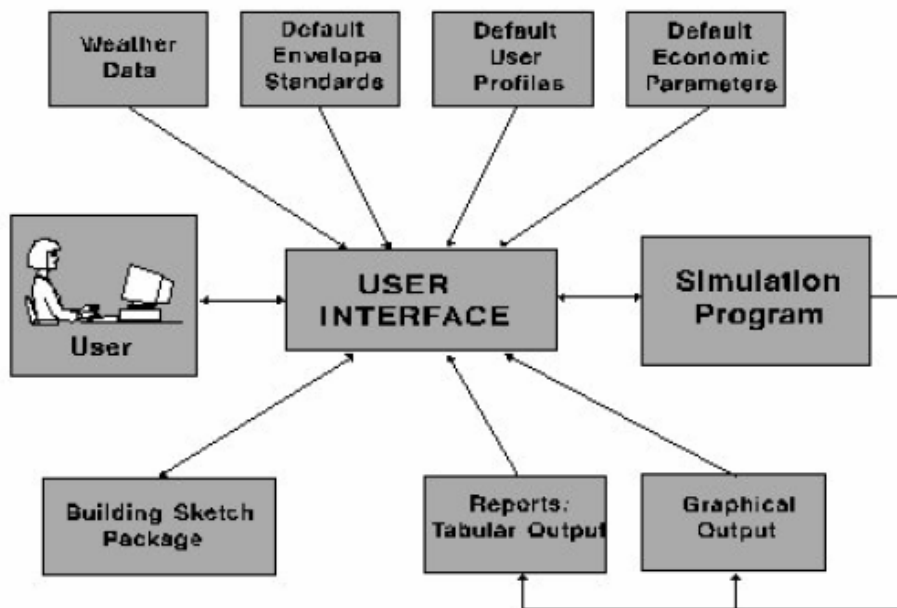 Weather
Data
Default
Envelope
Standards
Default
User
Profiles
Default
Economic
Parameters
User
USER
INTERFACE
Simulation
Program
Building Sketch
Package
Reports:
Tabular Output
Graphical
Output